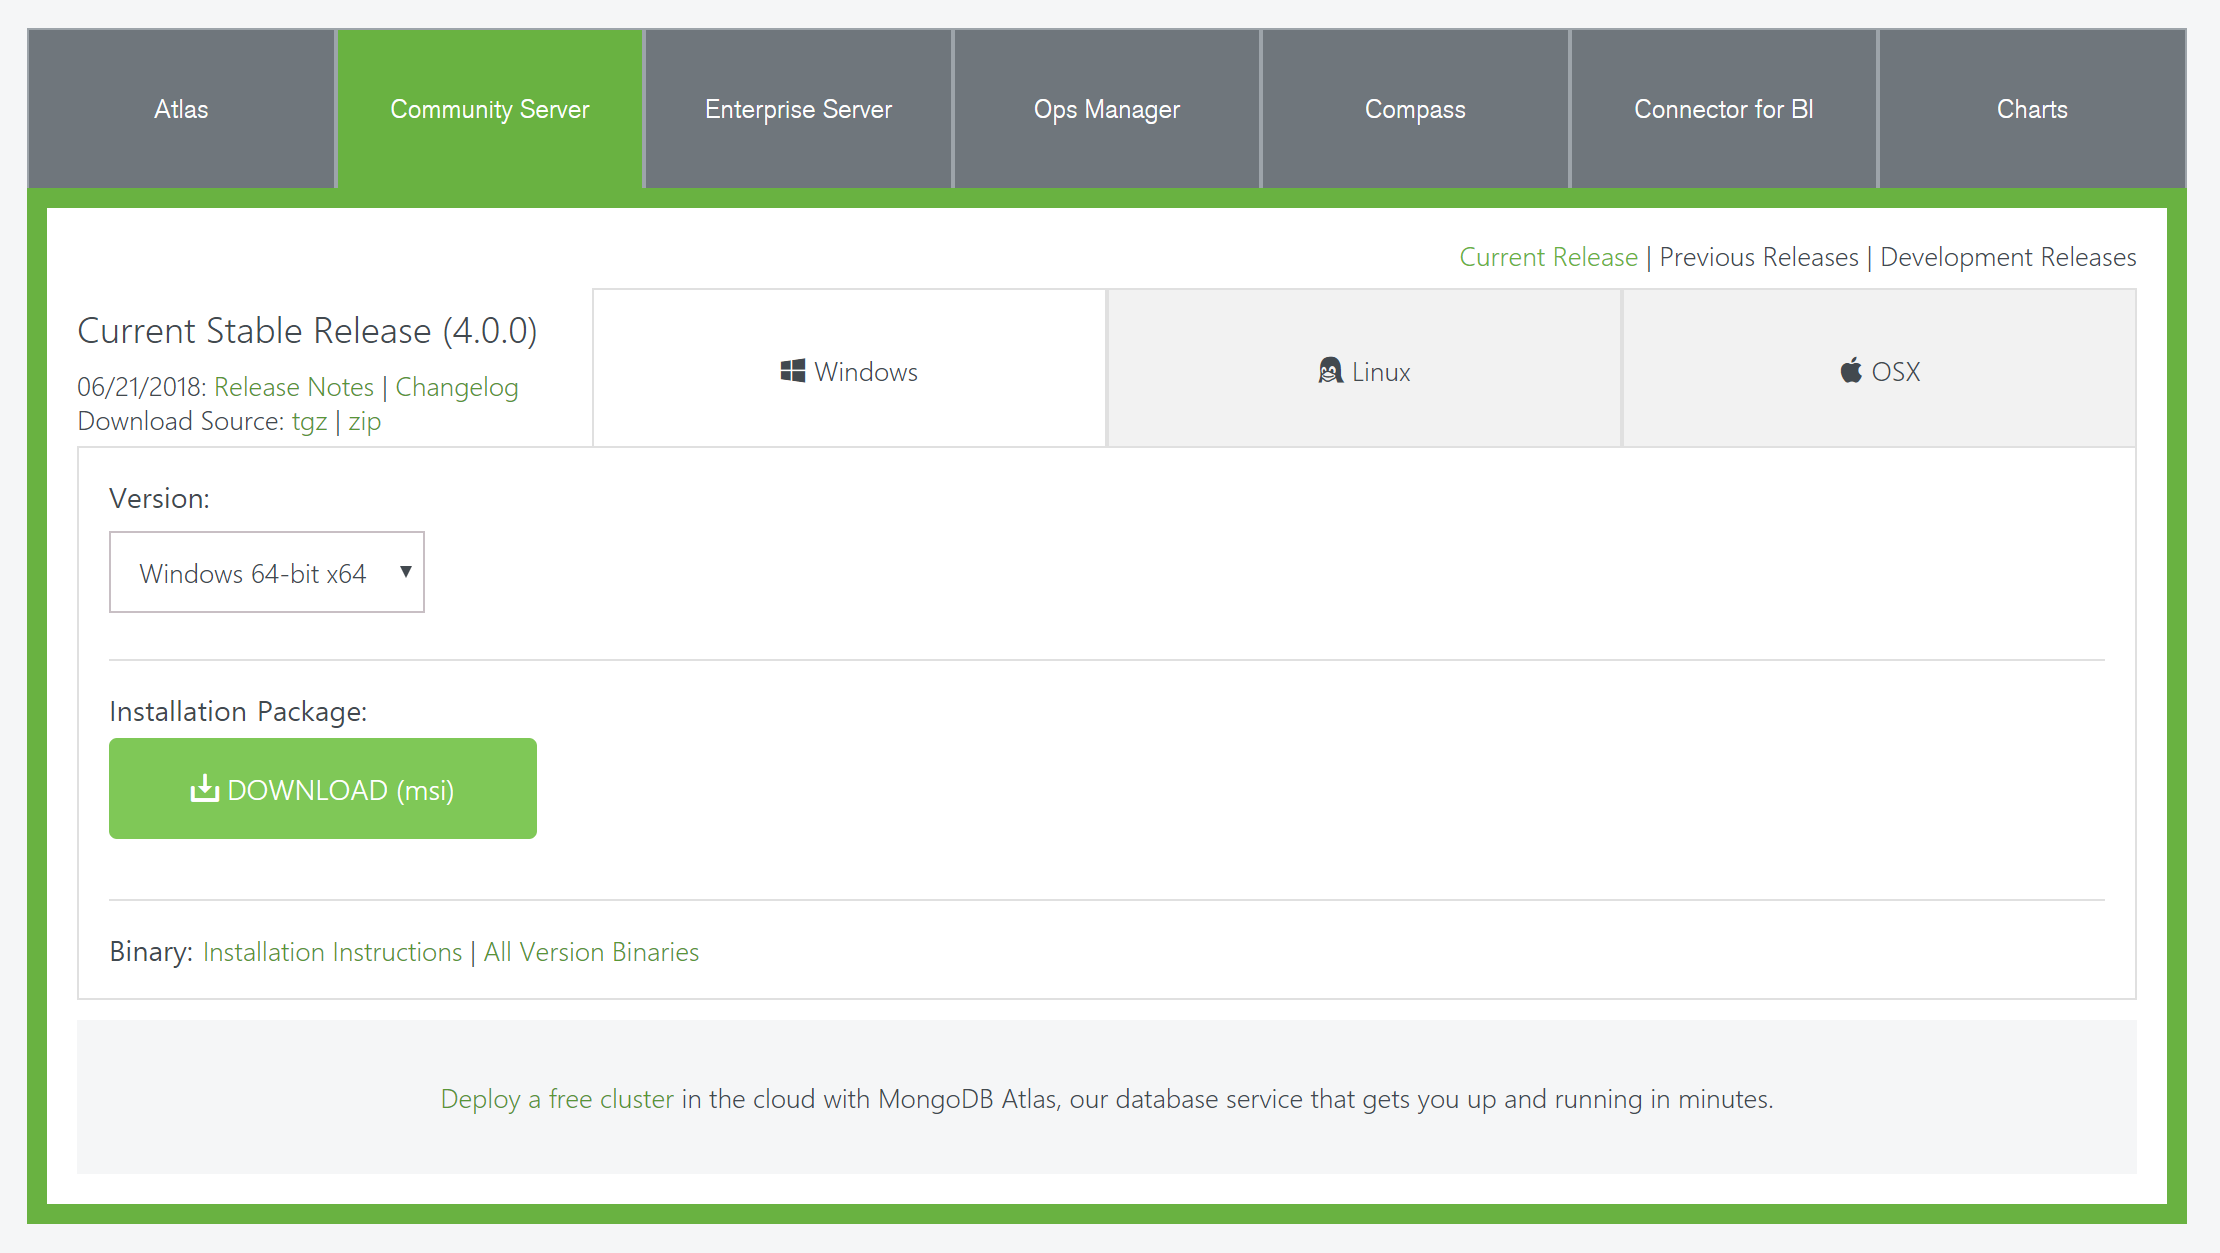 Atlas
Community Server
Enterprise Server
Ops Manager
Compass
Connector for BI
Charts
Current Release | Previous Releases | Development Releases
Current Stable Release (4.0.0)
06/21/2018: Release Notes | Changelog
Download Source: tgz | zip
Windows
Linux
OSX
Version:
Windows 64-bit x64
Installation Package:
DOWNLOAD (msi)
Binary: Installation Instructions | All Version Binaries
Deploy a free cluster in the cloud with MongoDB Atlas, our database service that gets you up and running in minutes.